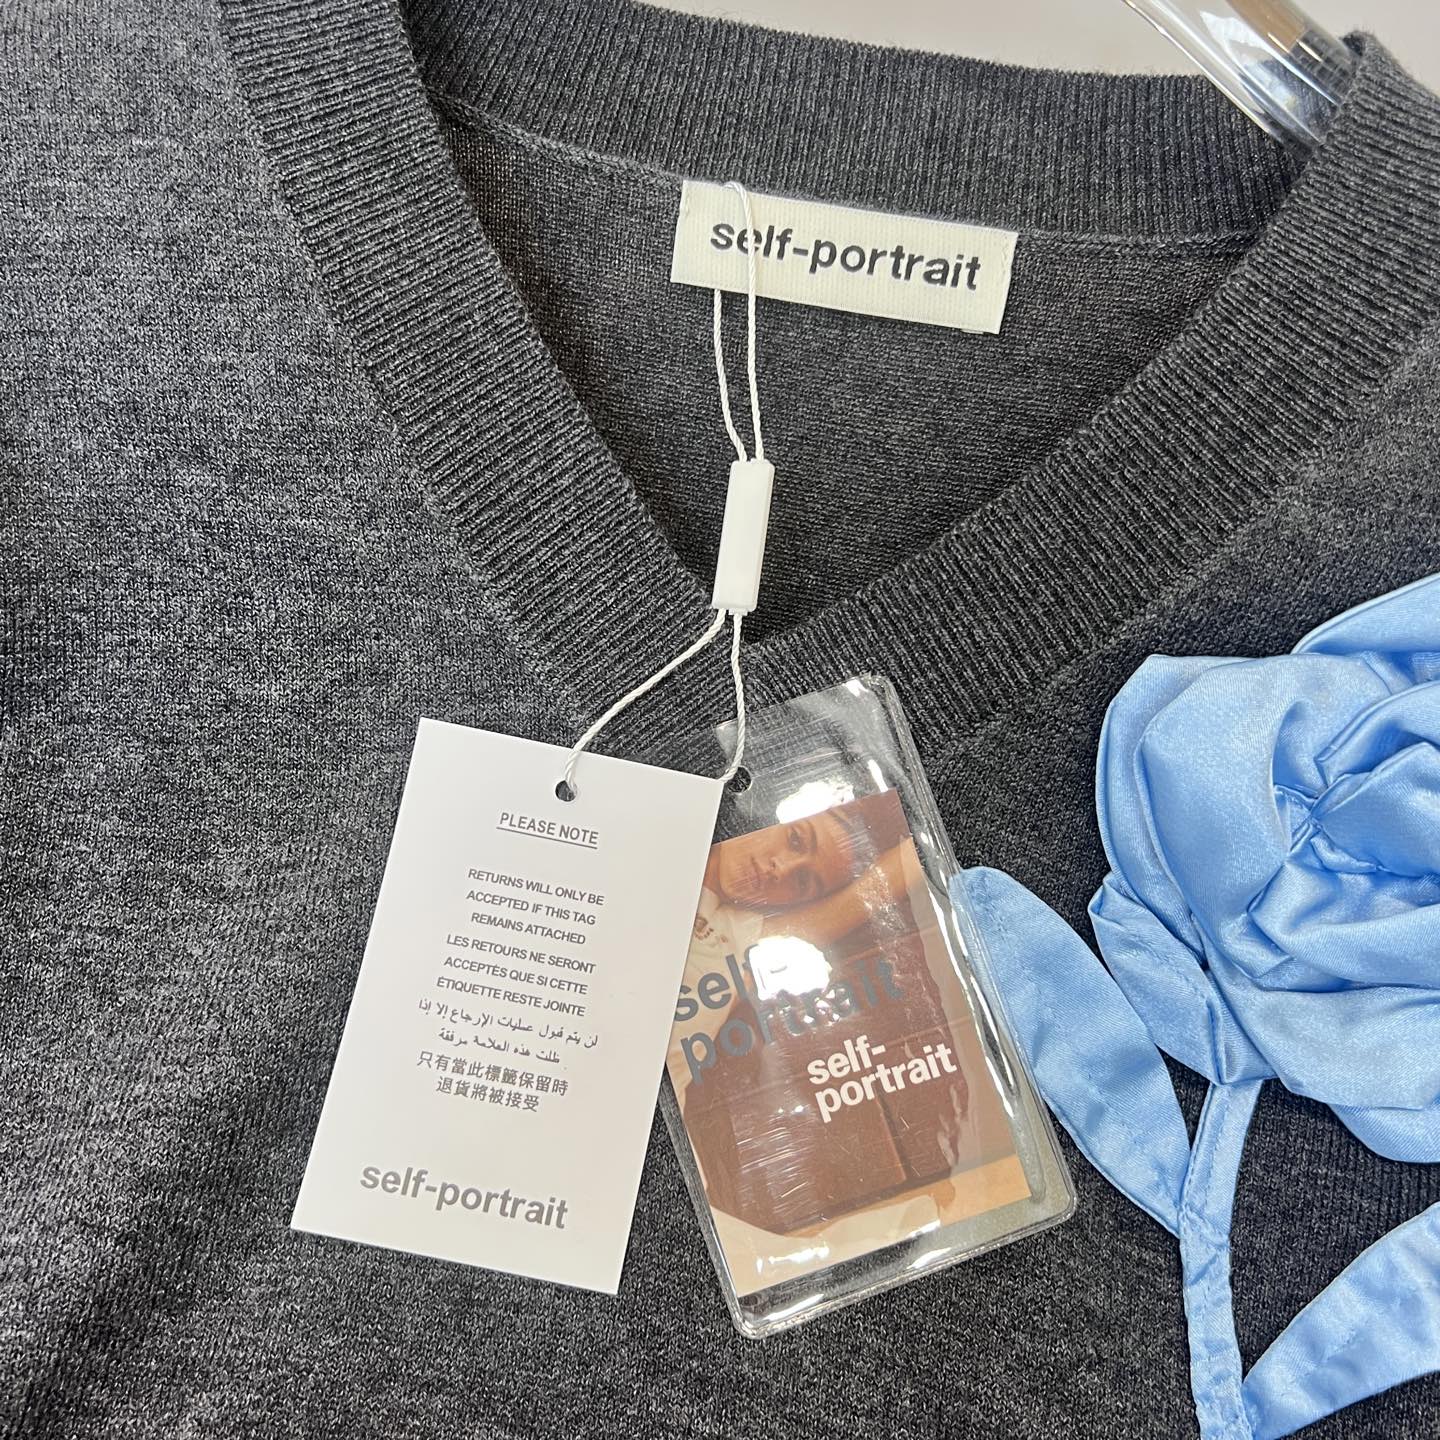 self-portrait
PLEASE NOTE
RETURNS WILL ONLY BE
ACCEPTED IF THIS TAG
REMAINS ATTACHED
LES RETOURS NE SERONT
ACCEPTÉS QUE SI CETTE
ÉTIQUETTE RESTE JOINTE
لن يتم قبول عمليات الإرجاع إلا إذا
ظلت هذه العلامة مرفقة
只有當此標籤保留時
退貨將被接受
self-portrait
self-
portrait
self-
portrait